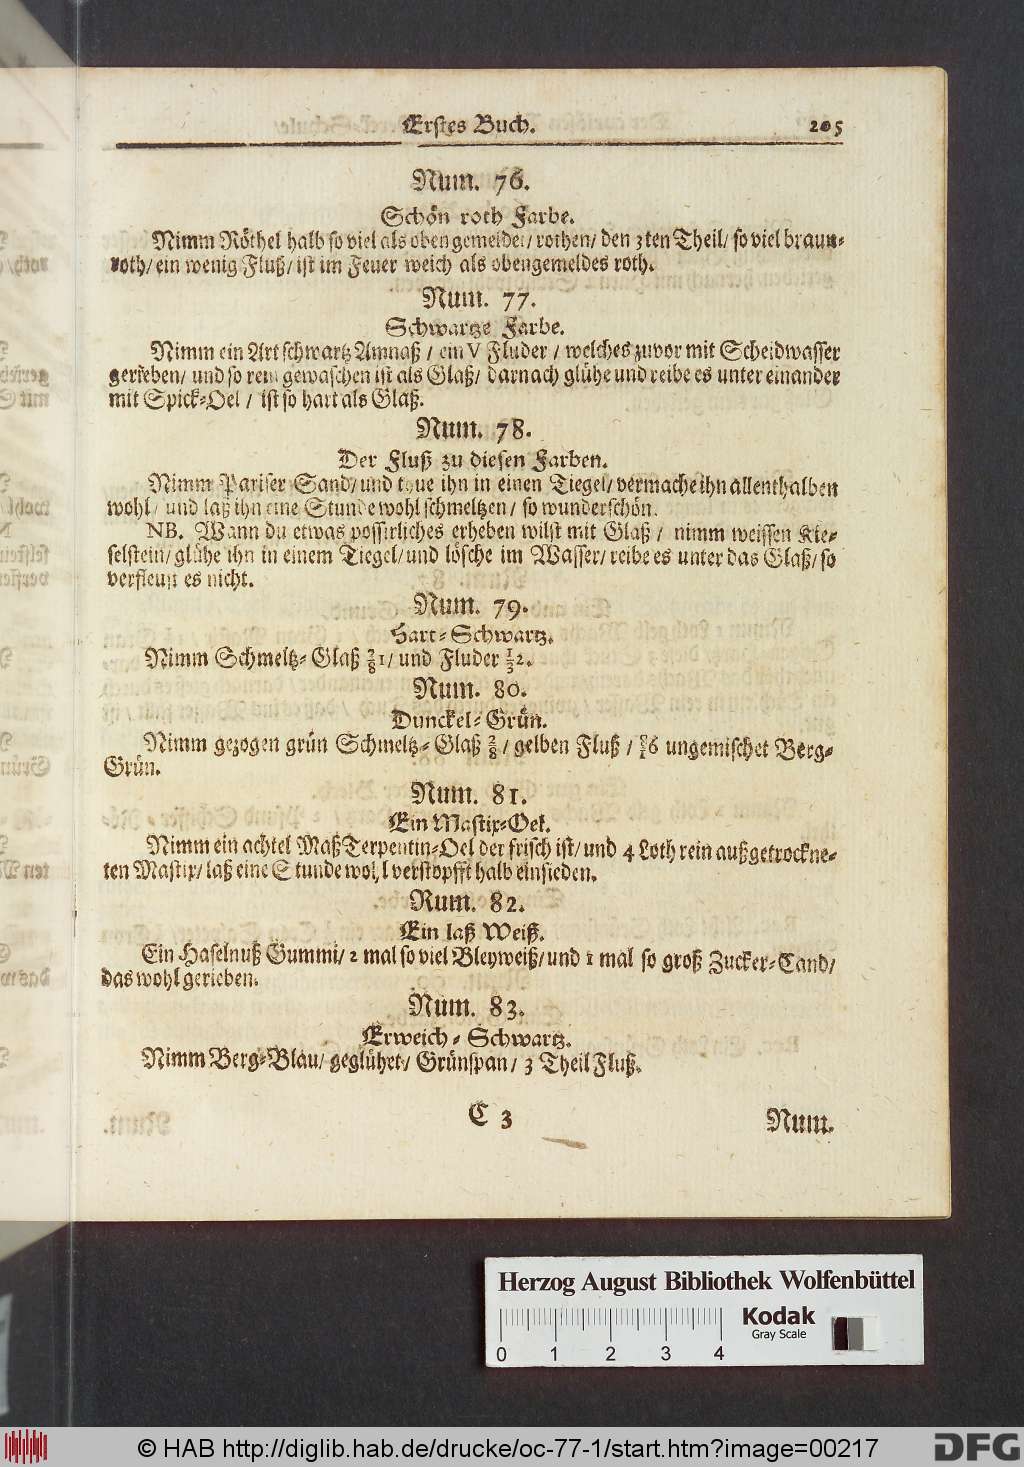 Erstes Buch. 205
Num. 76.
Schön roth Farbe.
Nimm Röthel halb so viel als oben gemeldet / rothen / den 3ten Theil / so viel braun-
roth / ein wenig Fluß / ist im Feuer weich als obengemeldes roth.
Num. 77.
Schwartze Farbe.
Nimm ein Art schwartz Amnaß / ein V Fluder / welches zuvor mit Scheidwasser
gerieben / und so rein gewaschen ist als Glaß / darnach glühe und reibe es unter einander
mit Spick-Oel / ist so hart als Glaß.
Num. 78.
Der Fluß zu diesen Farben.
Nimm Pariser Sand / und thue ihn in einen Tiegel / vermache ihn allenthalben
wohl / und laß ihn eine Stunde wohl schmeltzen / so wunderschön.
NB. Wann du etwas possirliches erheben wilst mit Glaß / nimm weissen Kie-
selstein / glühe ihn in einem Tiegel / und lösche im Wasser / reibe es unter das Glaß / so
verfleust es nicht.
Num. 79.
Hart-Schwartz.
Nimm Schmeltz-Glaß 2/8 1 / und Fluder 1/3 2.
Num. 80.
Dunckel-Grün.
Nimm gezogen grün Schmeltz-Glaß 2/8 / gelben Fluß / 6 ungemischet Berg-
Grün.
Num. 81.
Ein Mastix-Oel.
Nimm ein achtel Maß Terpentin-Oel der frisch ist / und 4 Loth rein außgetrockne-
ten Mastix / laß eine Stunde wohl verstopfft halb einsieden.
Num. 82.
Ein laß Weiß.
Ein Haselnuß Gummi / 2 mal so viel Bleyweiß / und 1 mal so groß Zucker-Cand /
das wohl gerieben.
Num. 83.
Erweich-Schwartz.
Nimm Berg-Blau / geglühet / Grünspan / 3 Theil Fluß.
C 3 Num.
Herzog August Bibliothek Wolfenbüttel
Kodak
Gray Scale
0 1 2 3 4
© HAB http://diglib.hab.de/drucke/oc-77-1/start.htm?image=00217
DFG